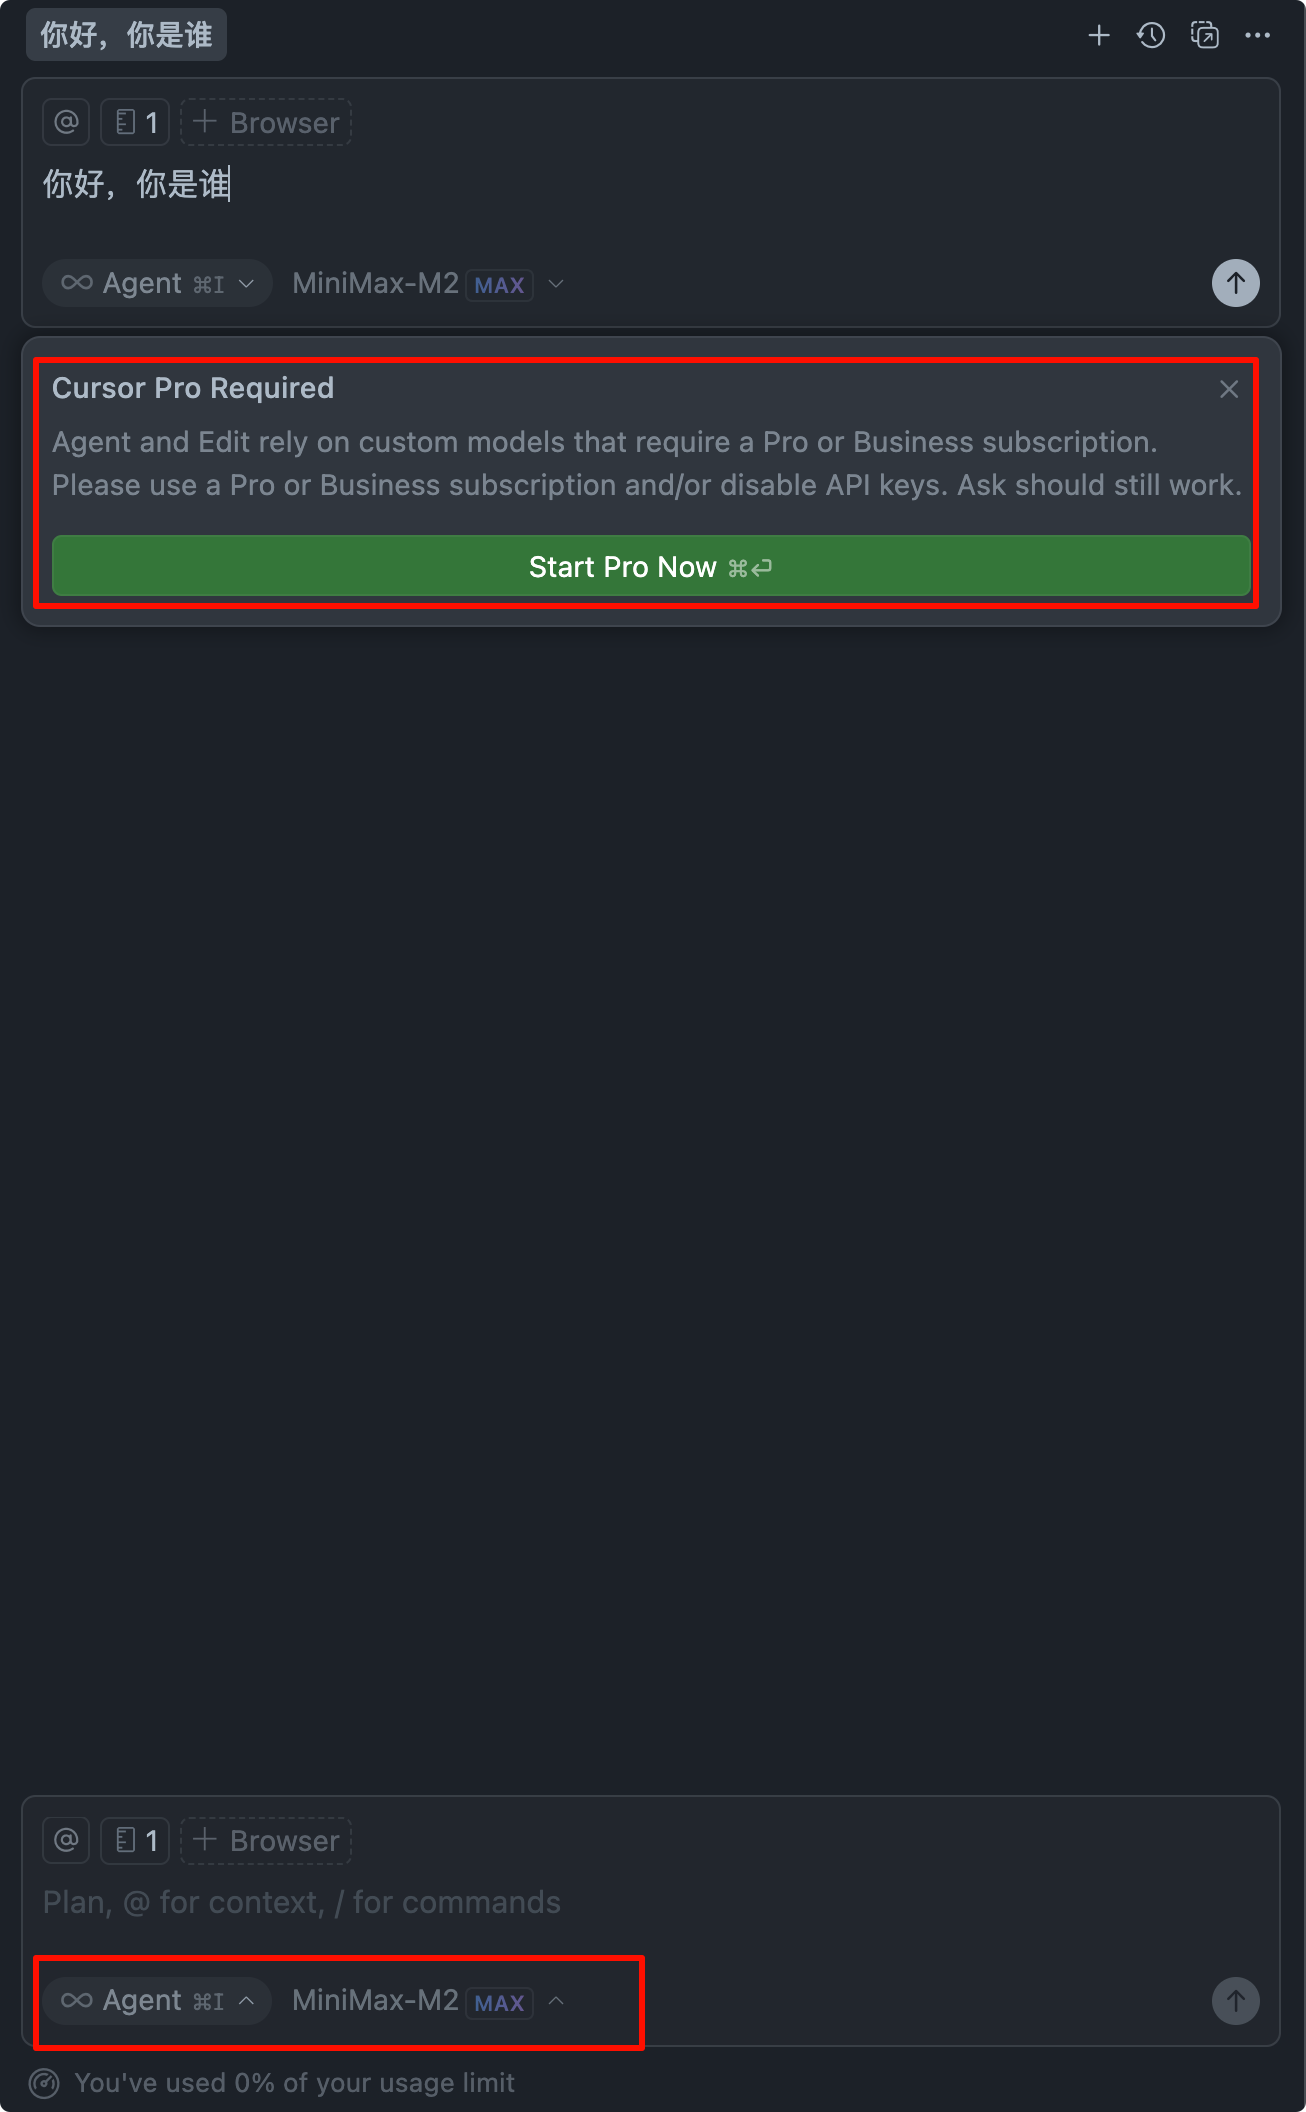 你好，你是谁
@ 1 + Browser
你好，你是谁
Agent ⌘I MiniMax-M2 MAX
Cursor Pro Required
Agent and Edit rely on custom models that require a Pro or Business subscription.
Please use a Pro or Business subscription and/or disable API keys. Ask should still work.
Start Pro Now ⌘⏎
@ 1 + Browser
Plan, @ for context, / for commands
Agent ⌘I MiniMax-M2 MAX
You've used 0% of your usage limit